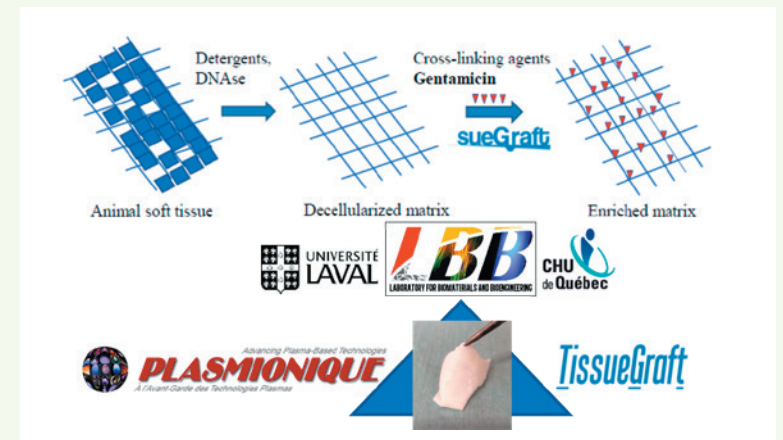 Detergents,
DNAse
Cross-linking agents
Gentamicin
sueGraft
Animal soft tissue
Decellularized matrix
Enriched matrix
UNIVERSITÉ
LAVAL
LBB
LABORATORY FOR BIOMATERIALS AND BIOENGINEERING
CHU
de Québec
Advancing Plasma-Based Technologies
PLASMIONIQUE
À l'Avant-Garde des Technologies Plasmas
TissueGraft